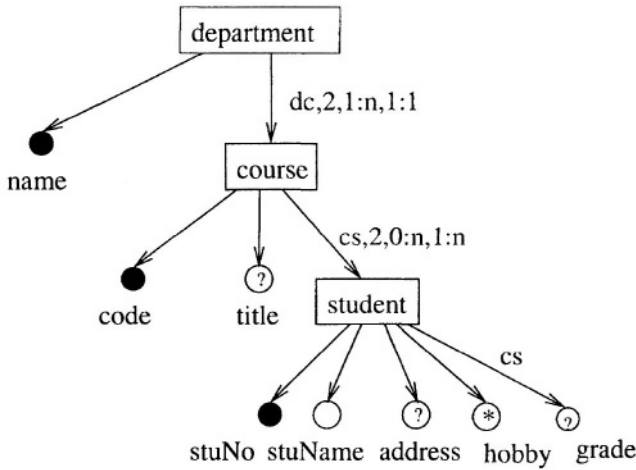 department
dc,2,1:n,1:1
name
course
cs,2,0:n,1:n
code
?
title
student
cs
? * ?
stuNo stuName address hobby grade